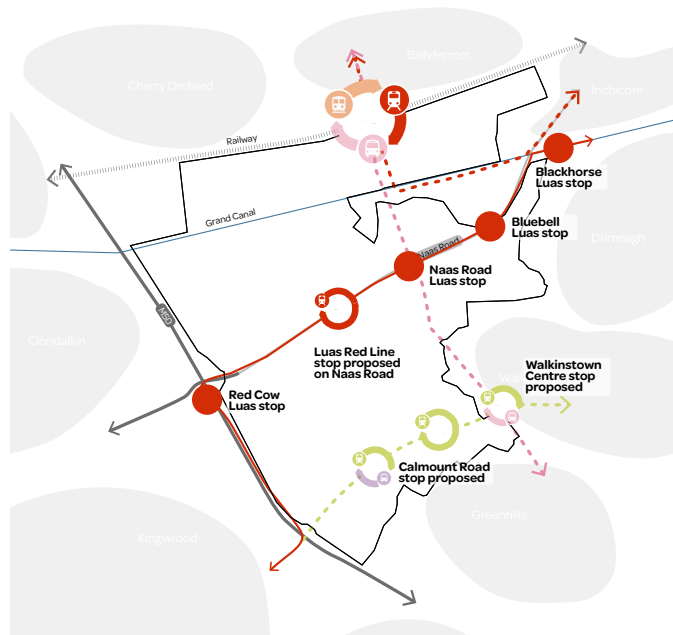 Ballyfermot
Cherry Orchard
Inchicore
Railway
Blackhorse
Luas stop
Grand Canal
Bluebell
Luas stop
Drimnagh
Naas Road
Naas Road
Luas stop
M50
Clondalkin
Luas Red Line
stop proposed
on Naas Road
Walkinstown
Centre stop
proposed
Red Cow
Luas stop
Calmount Road
stop proposed
Greenhills
Kingswood